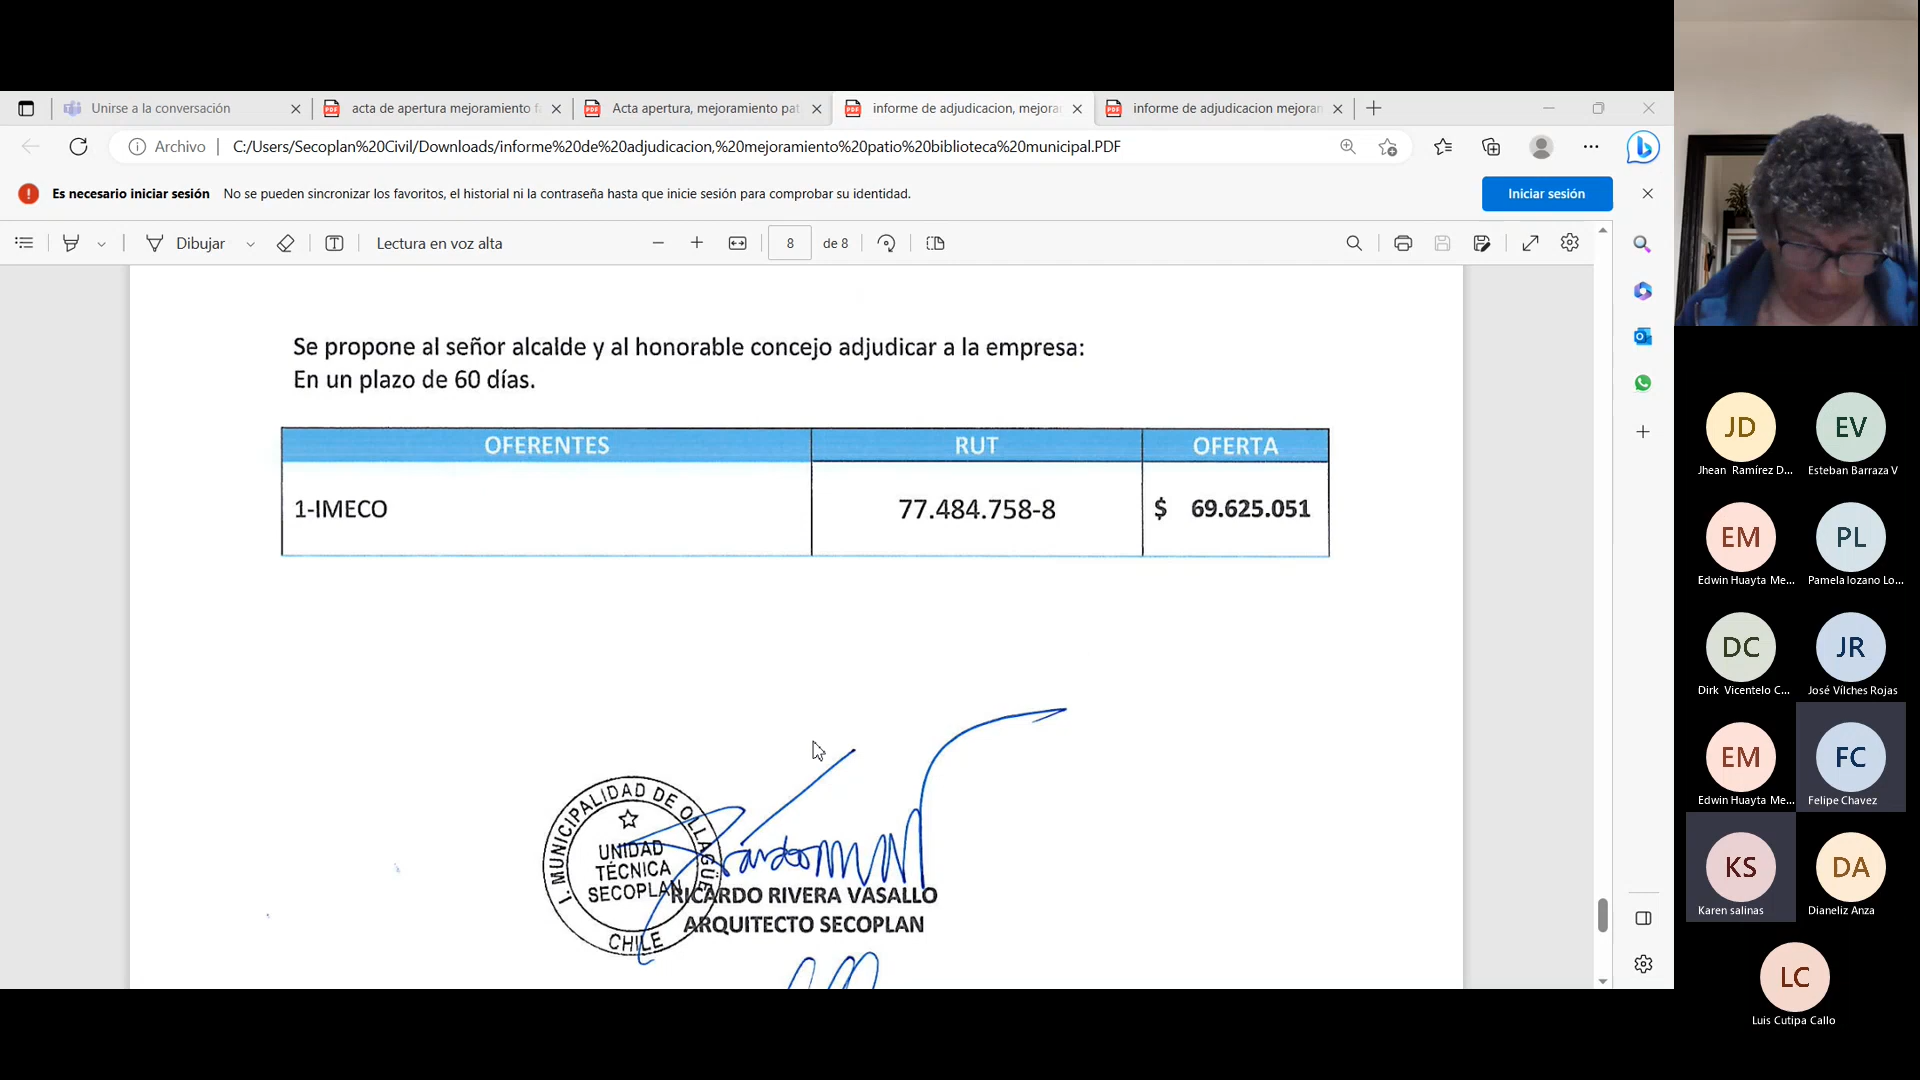 Unirse a la conversación
acta de apertura mejoramiento f
Acta apertura, mejoramiento pat
informe de adjudicacion, mejora
informe de adjudicacion mejoran
Archivo
C:/Users/Secoplan%20Civil/Downloads/informe%20de%20adjudicacion,%20mejoramiento%20patio%20biblioteca%20municipal.PDF
Es necesario iniciar sesión No se pueden sincronizar los favoritos, el historial ni la contraseña hasta que inicie sesión para comprobar su identidad.
Iniciar sesión
Dibujar
Lectura en voz alta
8 de 8
Se propone al señor alcalde y al honorable concejo adjudicar a la empresa:
En un plazo de 60 días.
OFERENTES RUT OFERTA
1-IMECO 77.484.758-8 $ 69.625.051
I. MUNICIPALIDAD DE OLLAGÜE
UNIDAD
TÉCNICA
SECOPLAN
CHILE
RICARDO RIVERA VASALLO
ARQUITECTO SECOPLAN
JD
Jhean Ramírez D...
EV
Esteban Barraza V
EM
Edwin Huayta Me...
PL
Pamela lozano Lo...
DC
Dirk Vicentelo C...
JR
José Vílches Rojas
EM
Edwin Huayta Me...
FC
Felipe Chavez
KS
Karen salinas
DA
Dianeliz Anza
LC
Luis Cutipa Callo